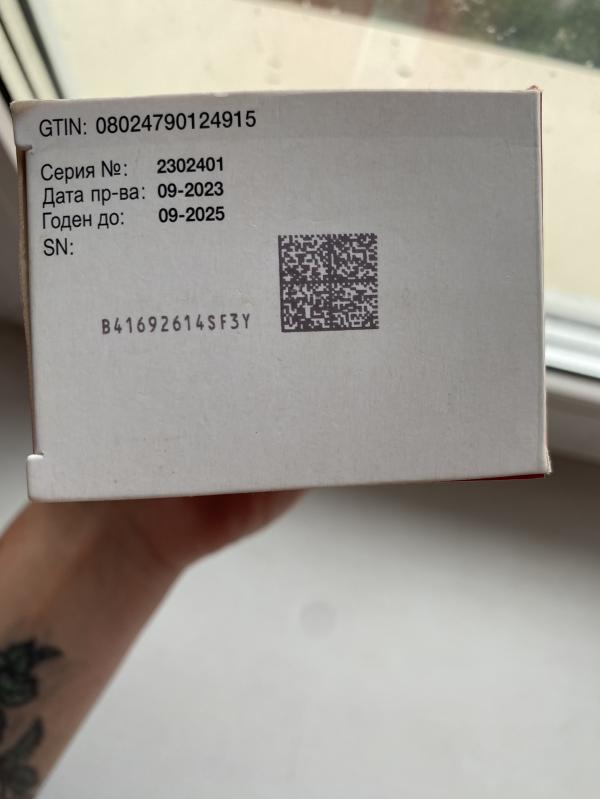 GTIN: 08024790124915
Серия №: 2302401
Дата пр-ва: 09-2023
Годен до: 09-2025
SN:
B41692614SF3Y